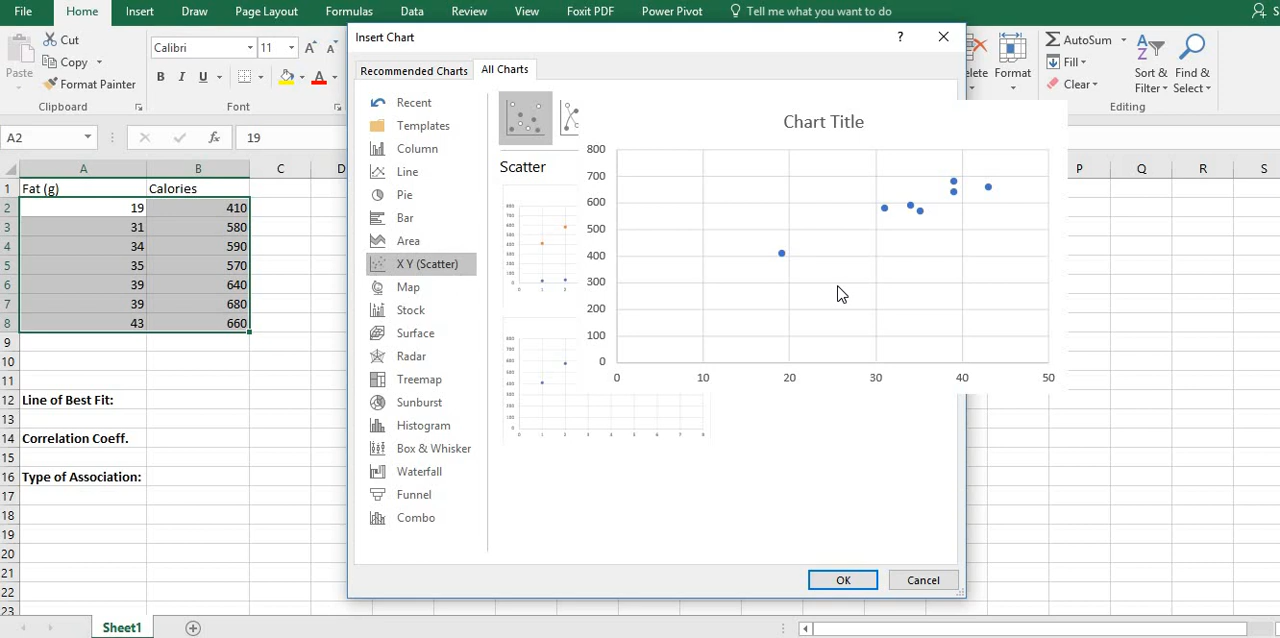 File Home Insert Draw Page Layout Formulas Data Review View Foxit PDF Power Pivot Tell me what you want to do
Insert Chart ?
Paste
Cut
Copy
Format Painter
Clipboard
Calibri 11 A A
B I U A
Font
Format
AutoSum
Fill
Clear
Sort &
Filter
Find &
Select
Editing
A2 fx 19
A B C D P Q R S
1 Fat (g) Calories
2 19 410
3 31 580
4 34 590
5 35 570
6 39 640
7 39 680
8 43 660
9
10
11
12 Line of Best Fit:
13
14 Correlation Coeff.
15
16 Type of Association:
17
18
19
20
21
22
23
Recommended Charts All Charts
Recent
Templates
Column
Line
Pie
Bar
Area
X Y (Scatter)
Map
Stock
Surface
Radar
Treemap
Sunburst
Histogram
Box & Whisker
Waterfall
Funnel
Combo
Scatter
Chart Title
800
700
600
500
400
300
200
100
0
0 10 20 30 40 50
OK Cancel
Sheet1